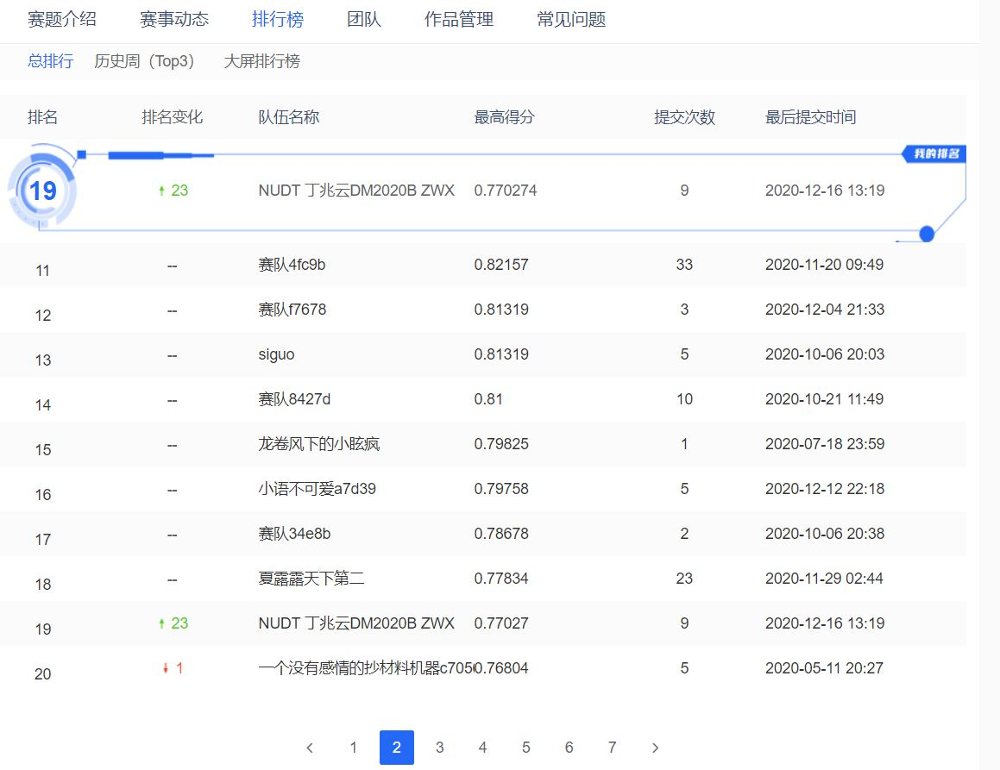 赛题介绍 赛事动态 排行榜 团队 作品管理 常见问题
总排行 历史周（Top3） 大屏排行榜
排名 排名变化 队伍名称 最高得分 提交次数 最后提交时间
我的排名
19 23 NUDT 丁兆云DM2020B ZWX 0.770274 9 2020-12-16 13:19
11 -- 赛队4fc9b 0.82157 33 2020-11-20 09:49
12 -- 赛队f7678 0.81319 3 2020-12-04 21:33
13 -- siguo 0.81319 5 2020-10-06 20:03
14 -- 赛队8427d 0.81 10 2020-10-21 11:49
15 -- 龙卷风下的小眩疯 0.79825 1 2020-07-18 23:59
16 -- 小语不可爱a7d39 0.79758 5 2020-12-12 22:18
17 -- 赛队34e8b 0.78678 2 2020-10-06 20:38
18 -- 夏露露天下第二 0.77834 23 2020-11-29 02:44
19 23 NUDT 丁兆云DM2020B ZWX 0.77027 9 2020-12-16 13:19
20 1 一个没有感情的抄材料机器c705 0.76804 5 2020-05-11 20:27
1 2 3 4 5 6 7